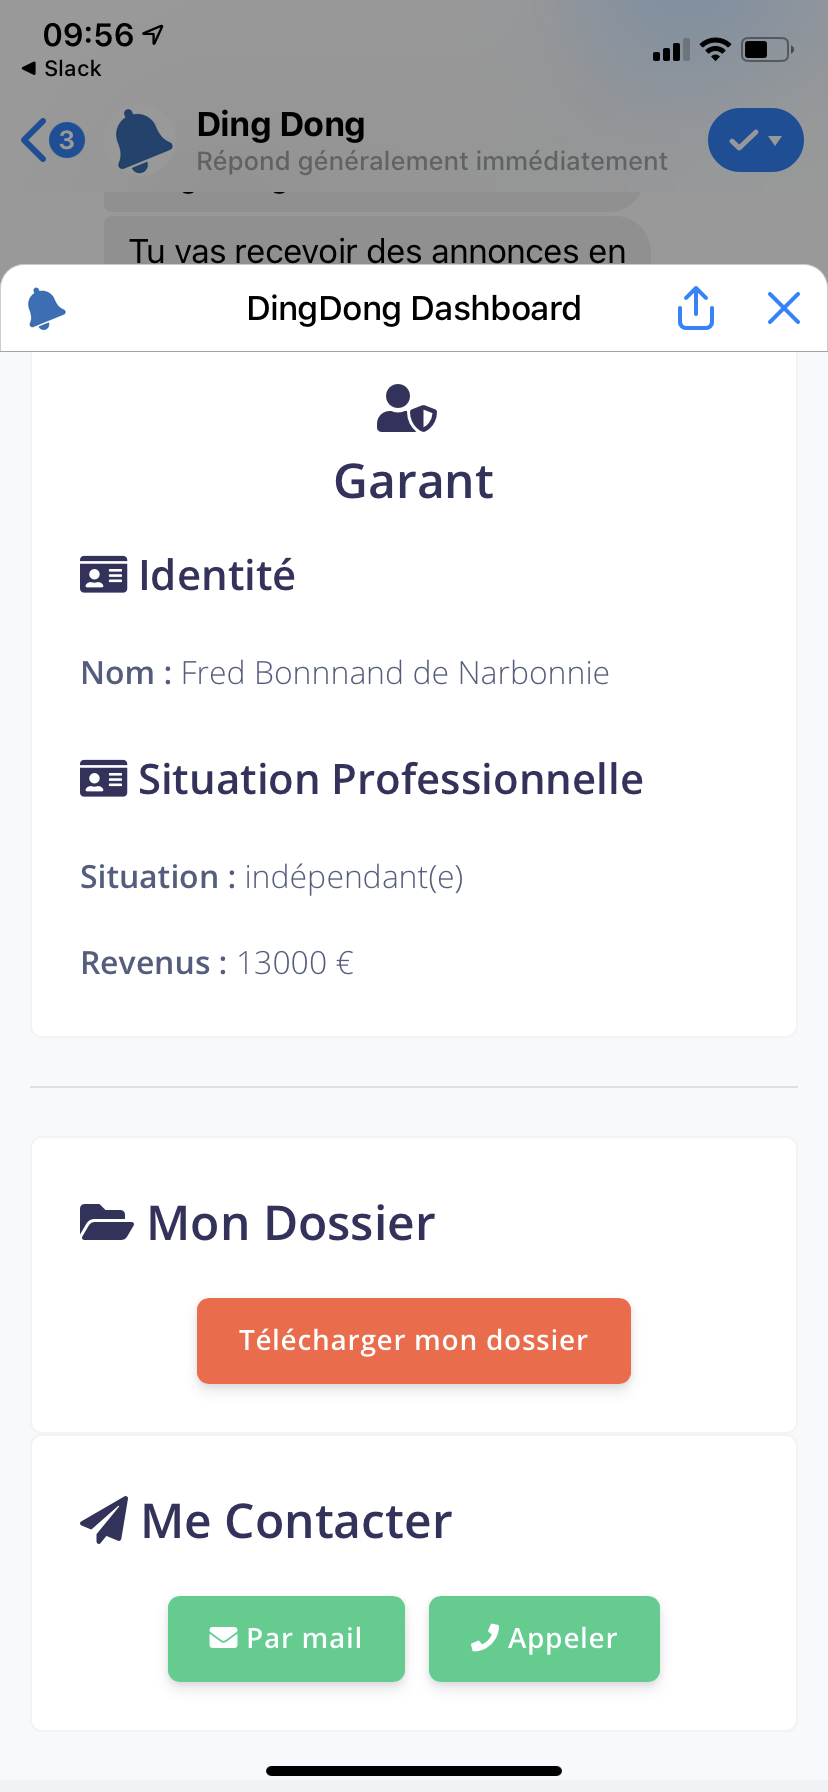 09:56
Slack
3
Ding Dong
Répond généralement immédiatement
Tu vas recevoir des annonces en
DingDong Dashboard
Garant
Identité
Nom : Fred Bonnnand de Narbonnie
Situation Professionnelle
Situation : indépendant(e)
Revenus : 13000 €
Mon Dossier
Télécharger mon dossier
Me Contacter
Par mail
Appeler